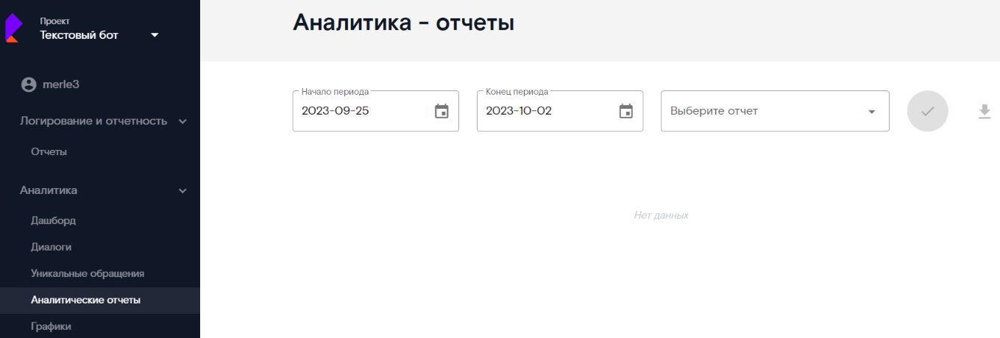 Проект
Текстовый бот
merle3
Логирование и отчетность
Отчеты
Аналитика
Дашборд
Диалоги
Уникальные обращения
Аналитические отчеты
Графики
Аналитика - отчеты
Начало периода
2023-09-25
Конец периода
2023-10-02
Выберите отчет
Нет данных